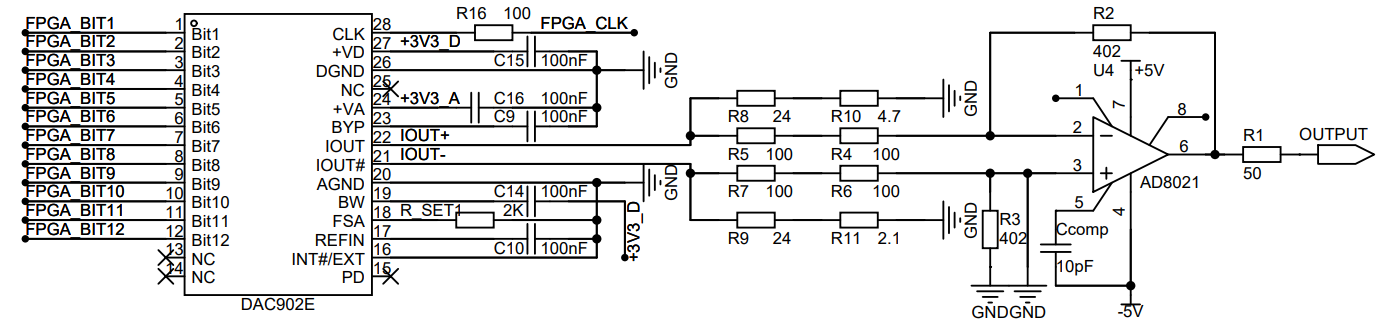 R16 100
FPGA_BIT1 1 Bit1 CLK 28 FPGA_CLK
FPGA_BIT2 2 Bit2 +VD 27 +3V3_D C15 100nF
FPGA_BIT3 3 Bit3 DGND 26 GND
FPGA_BIT4 4 Bit4 NC 25
FPGA_BIT5 5 Bit5 +VA 24 +3V3_A C16 100nF
FPGA_BIT6 6 Bit6 BYP 23 C9 100nF
FPGA_BIT7 7 Bit7 IOUT 22 IOUT+
FPGA_BIT8 8 Bit8 IOUT# 21 IOUT-
FPGA_BIT9 9 Bit9 AGND 20 GND
FPGA_BIT10 10 Bit10 BW 19 C14 100nF
FPGA_BIT11 11 Bit11 FSA 18 R_SET1 2K
FPGA_BIT12 12 Bit12 REFIN 17 C10 100nF
+3V3_D
13 NC INT#/EXT 16
14 NC PD 15
DAC902E
R8 24 R10 4.7 GND
R5 100 R4 100
R7 100 R6 100
R9 24 R11 2.1 GND
R3
402
GND GND
R2
402
U4 +5V
1 7 8
2 − 6
3 +
5 4
AD8021
Ccomp
10pF
-5V
R1
50
OUTPUT